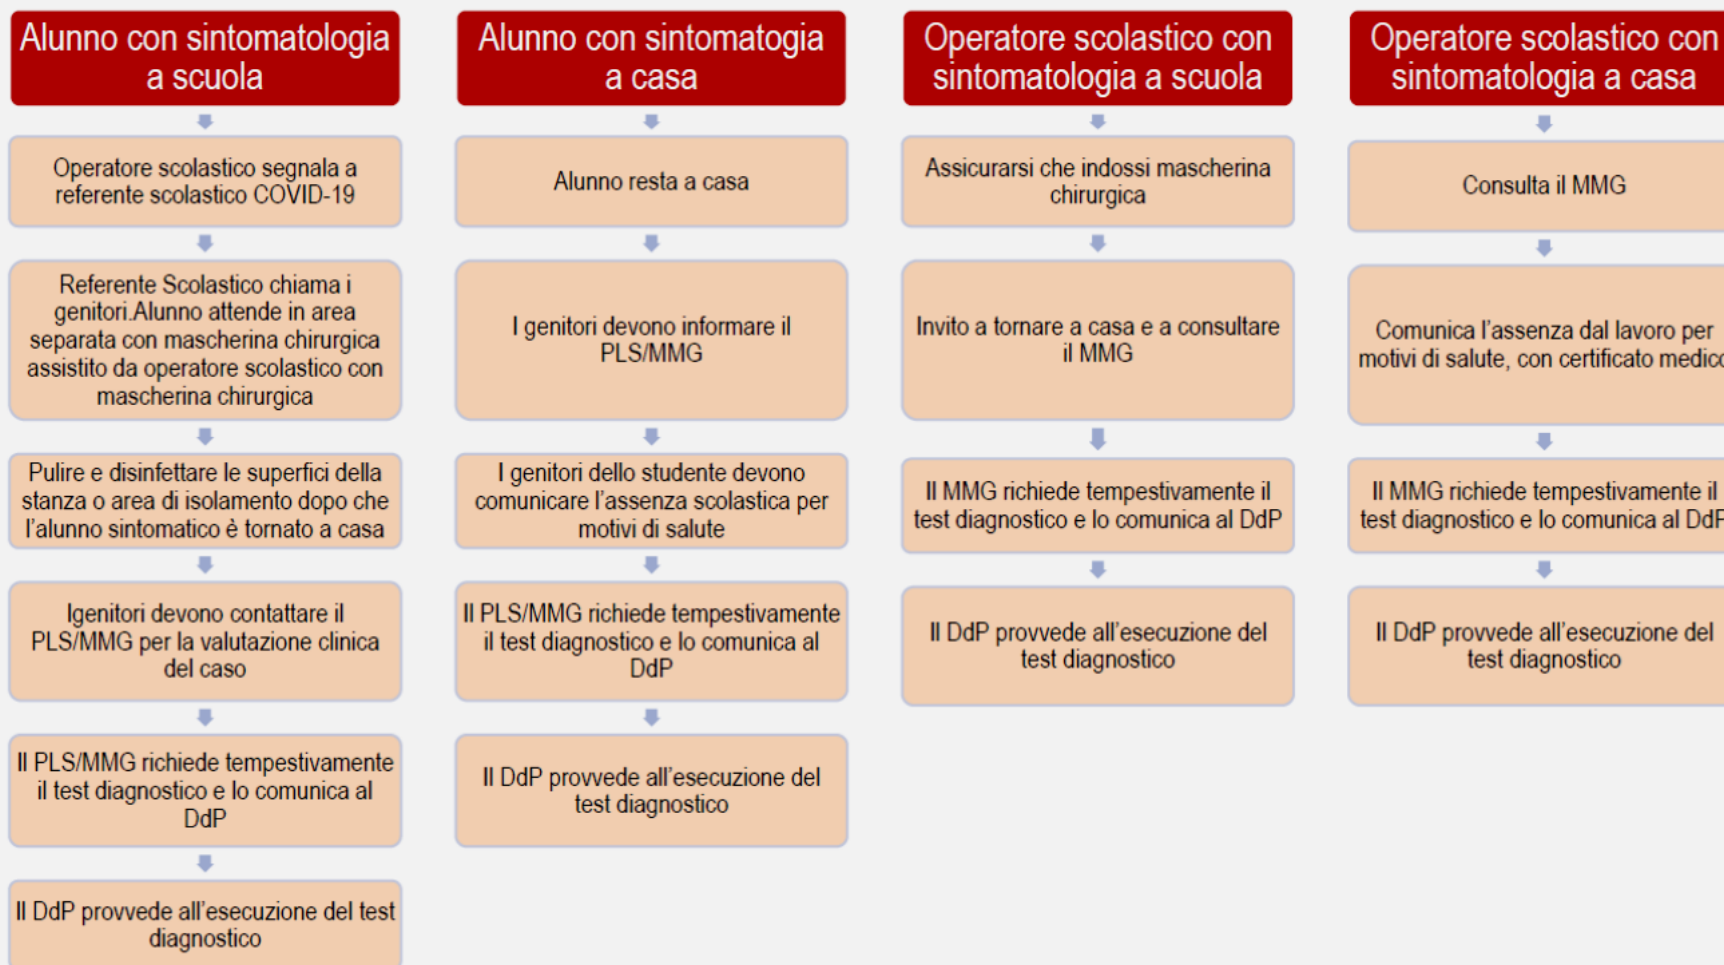 Alunno con sintomatologia
a scuola
Operatore scolastico segnala a
referente scolastico COVID-19
Referente Scolastico chiama i
genitori.Alunno attende in area
separata con mascherina chirurgica
assistito da operatore scolastico con
mascherina chirurgica
Pulire e disinfettare le superfici della
stanza o area di isolamento dopo che
l'alunno sintomatico è tornato a casa
Igenitori devono contattare il
PLS/MMG per la valutazione clinica
del caso
Il PLS/MMG richiede tempestivamente
il test diagnostico e lo comunica al
DdP
Il DdP provvede all'esecuzione del test
diagnostico
Alunno con sintomatogia
a casa
Alunno resta a casa
I genitori devono informare il
PLS/MMG
I genitori dello studente devono
comunicare l'assenza scolastica per
motivi di salute
Il PLS/MMG richiede tempestivamente
il test diagnostico e lo comunica al
DdP
Il DdP provvede all'esecuzione del
test diagnostico
Operatore scolastico con
sintomatologia a scuola
Assicurarsi che indossi mascherina
chirurgica
Invito a tornare a casa e a consultare
il MMG
Il MMG richiede tempestivamente il
test diagnostico e lo comunica al DdP
Il DdP provvede all'esecuzione del
test diagnostico
Operatore scolastico con
sintomatologia a casa
Consulta il MMG
Comunica l'assenza dal lavoro per
motivi di salute, con certificato medico
Il MMG richiede tempestivamente il
test diagnostico e lo comunica al DdP
Il DdP provvede all'esecuzione del
test diagnostico